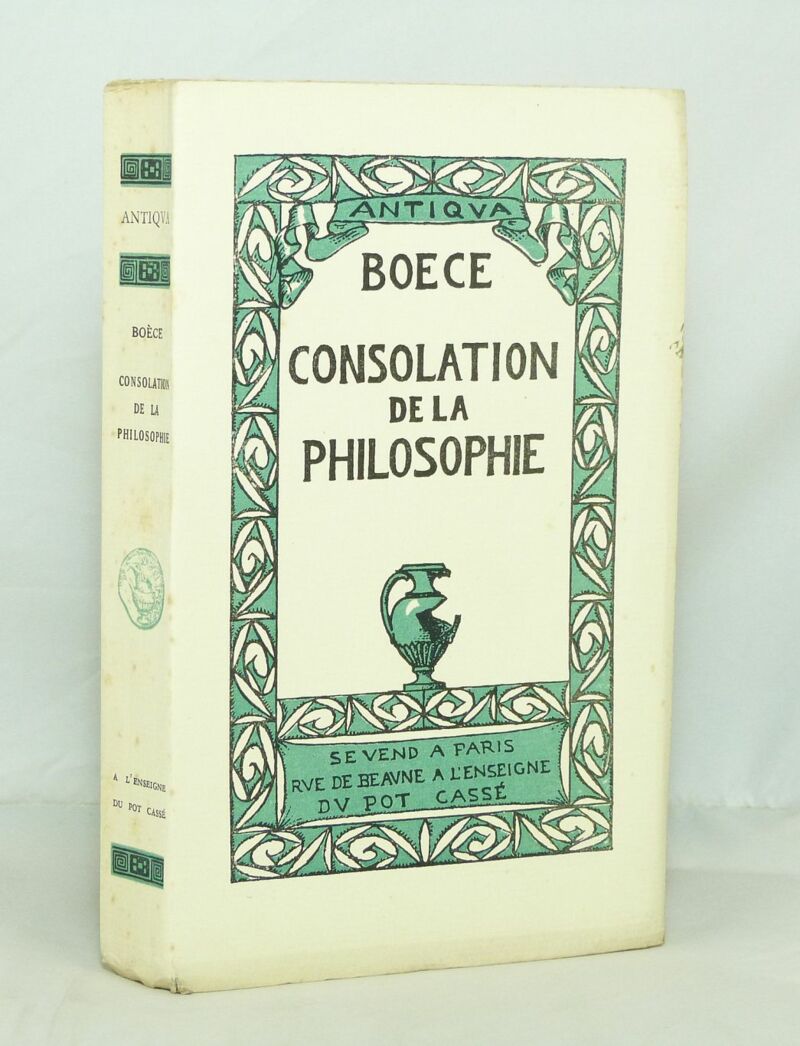 ANTIQVA
BOÈCE
CONSOLATION
DE LA
PHILOSOPHIE
A L'ENSEIGNE
DU POT CASSÉ
ANTIQVA
BOECE
CONSOLATION
DE LA
PHILOSOPHIE
SE VEND A PARIS
RVE DE BEAVNE A L'ENSEIGNE
DV POT CASSÉ